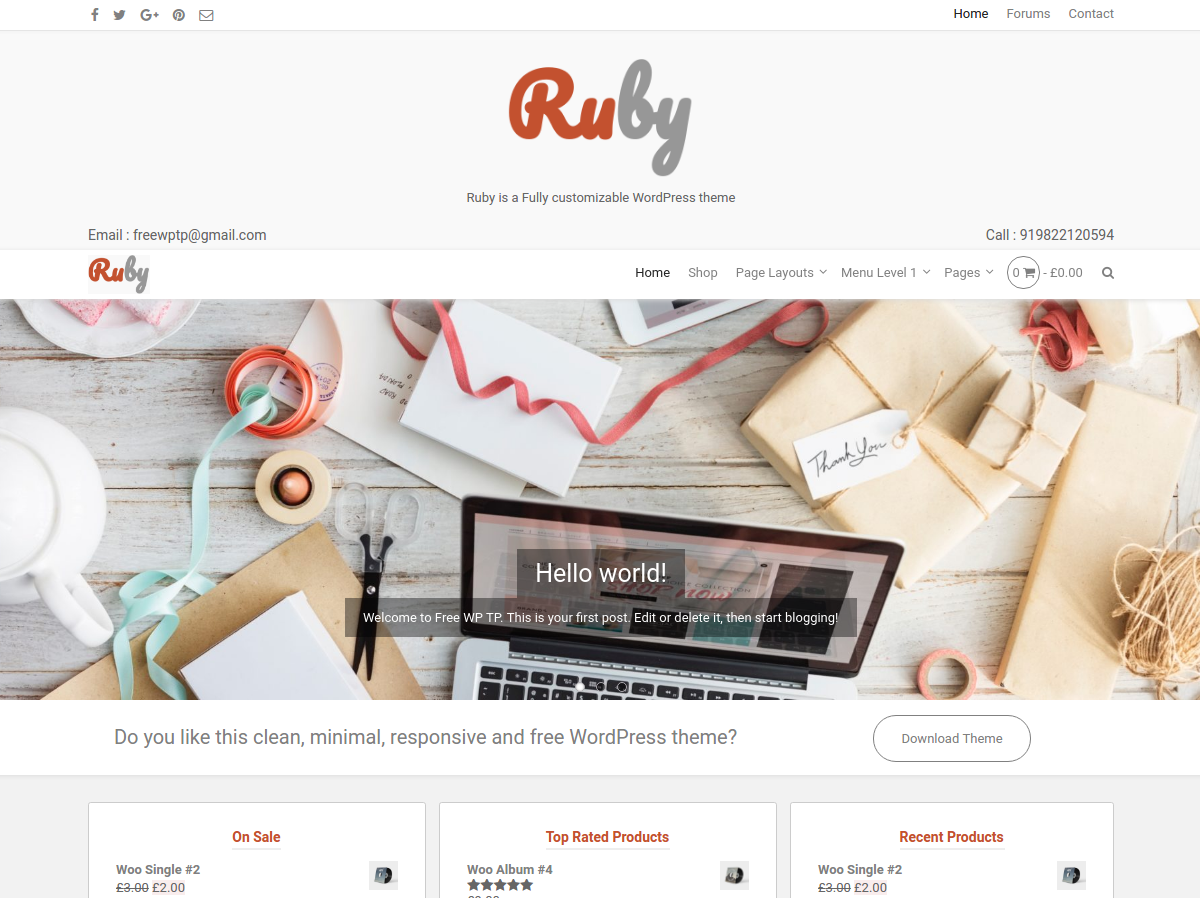 Home Forums Contact
Ruby
Ruby is a Fully customizable WordPress theme
Email : freewptp@gmail.com Call : 919822120594
Ruby Home Shop Page Layouts Menu Level 1 Pages 0 - £0.00
Thank You
Hello world!
Welcome to Free WP TP. This is your first post. Edit or delete it, then start blogging!
Do you like this clean, minimal, responsive and free WordPress theme? Download Theme
On Sale Top Rated Products Recent Products
Woo Single #2 Woo Album #4 Woo Single #2
£3.00 £2.00 £3.00 £2.00